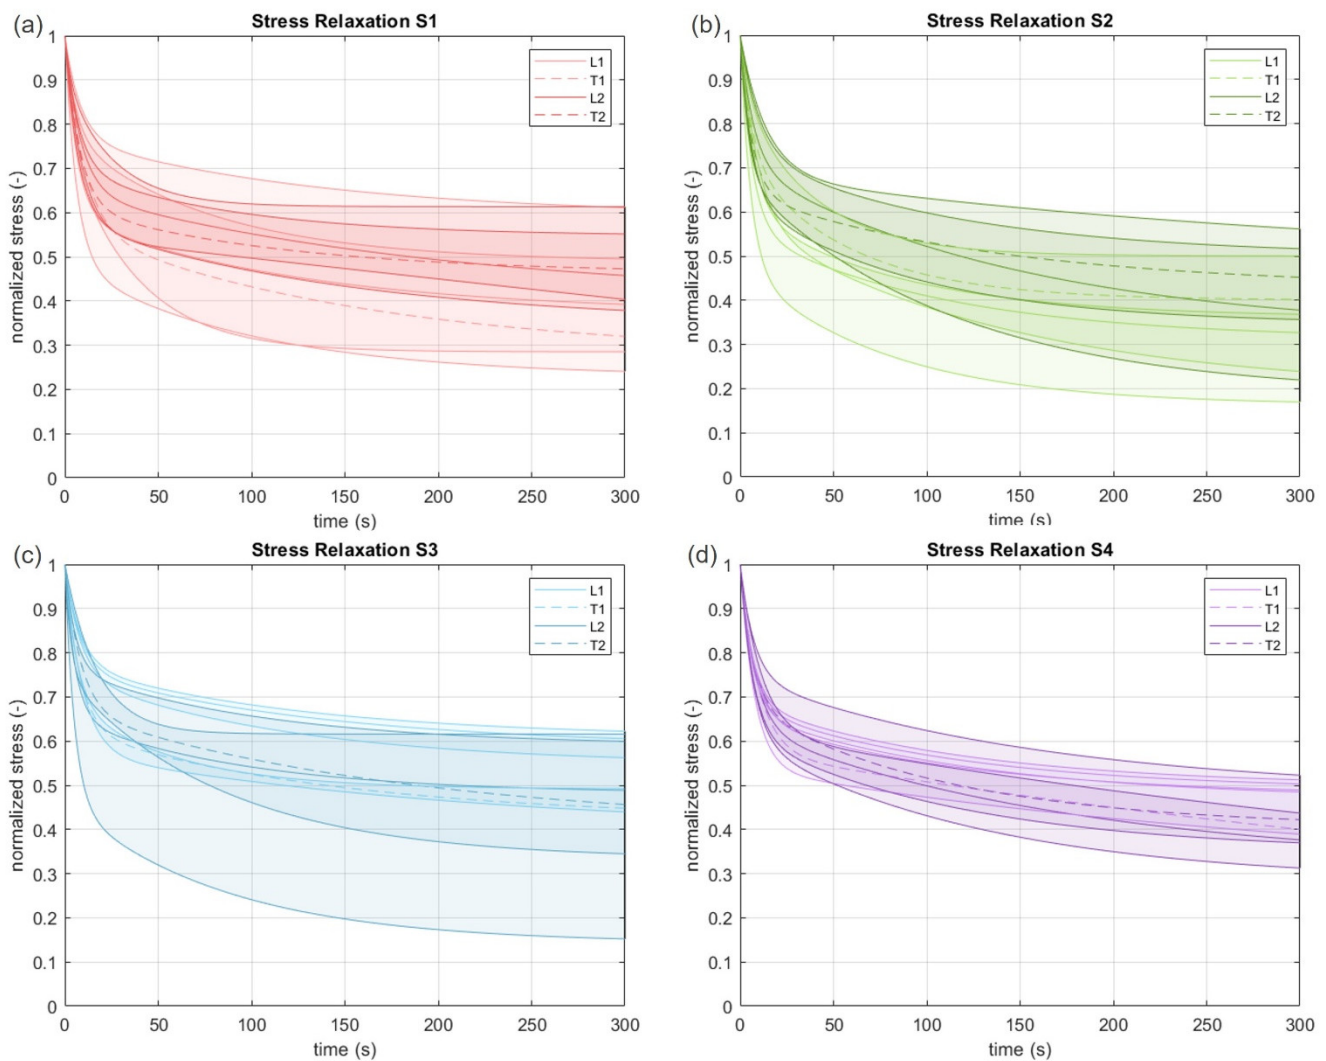 (a)
Stress Relaxation S1
normalized stress (-)
1
0.9
0.8
0.7
0.6
0.5
0.4
0.3
0.2
0.1
0
L1
T1
L2
T2
0 50 100 150 200 250 300
time (s)
(b)
Stress Relaxation S2
normalized stress (-)
1
0.9
0.8
0.7
0.6
0.5
0.4
0.3
0.2
0.1
0
L1
T1
L2
T2
0 50 100 150 200 250 300
time (s)
(c)
Stress Relaxation S3
normalized stress (-)
1
0.9
0.8
0.7
0.6
0.5
0.4
0.3
0.2
0.1
0
L1
T1
L2
T2
0 50 100 150 200 250 300
time (s)
(d)
Stress Relaxation S4
normalized stress (-)
1
0.9
0.8
0.7
0.6
0.5
0.4
0.3
0.2
0.1
0
L1
T1
L2
T2
0 50 100 150 200 250 300
time (s)